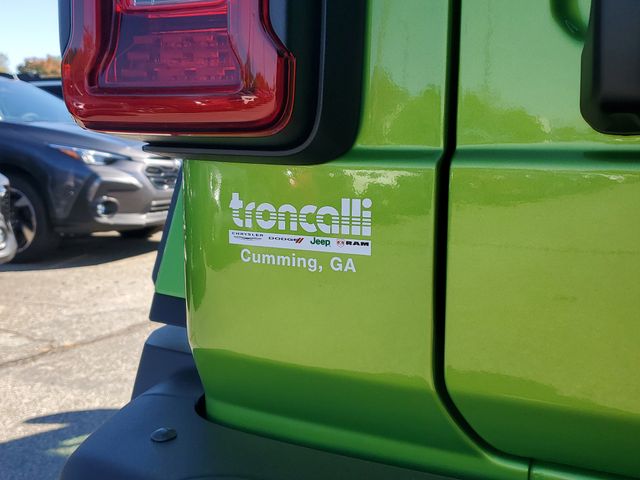 troncalli
CHRYSLER DODGE Jeep RAM
Cumming, GA